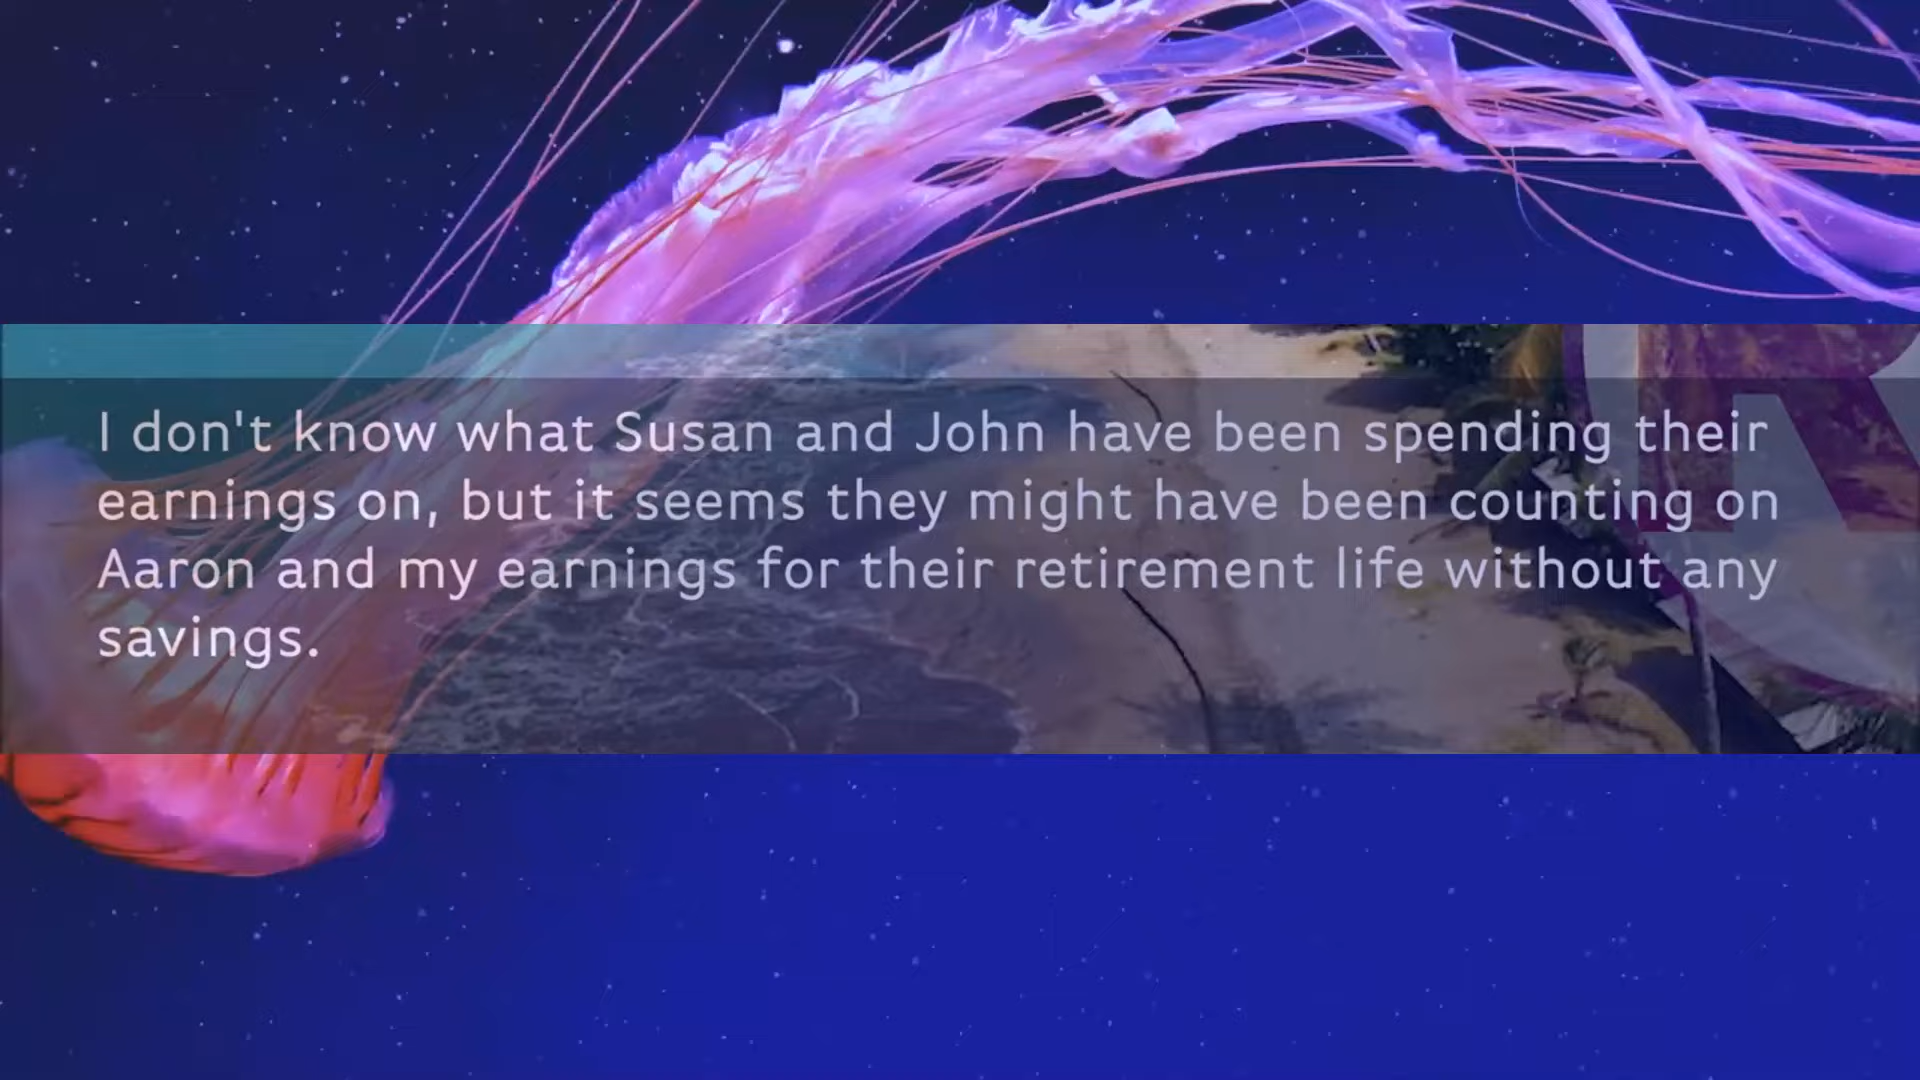 I don't know what Susan and John have been spending their
earnings on, but it seems they might have been counting on
Aaron and my earnings for their retirement life without any
savings.
R